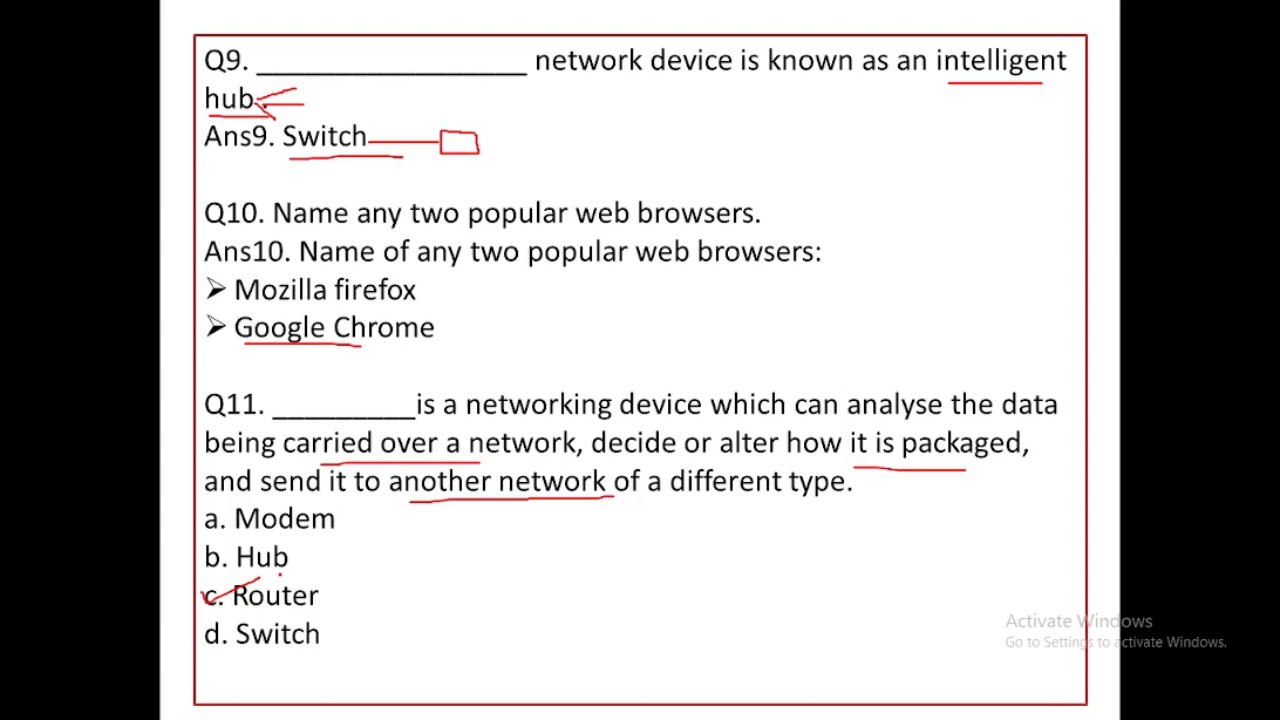 Q9. __________________ network device is known as an intelligent
hub.
Ans9. Switch
Q10. Name any two popular web browsers.
Ans10. Name of any two popular web browsers:
➢ Mozilla firefox
➢ Google Chrome
Q11. _________is a networking device which can analyse the data
being carried over a network, decide or alter how it is packaged,
and send it to another network of a different type.
a. Modem
b. Hub
c. Router
d. Switch
Activate Windows
Go to Settings to activate Windows.